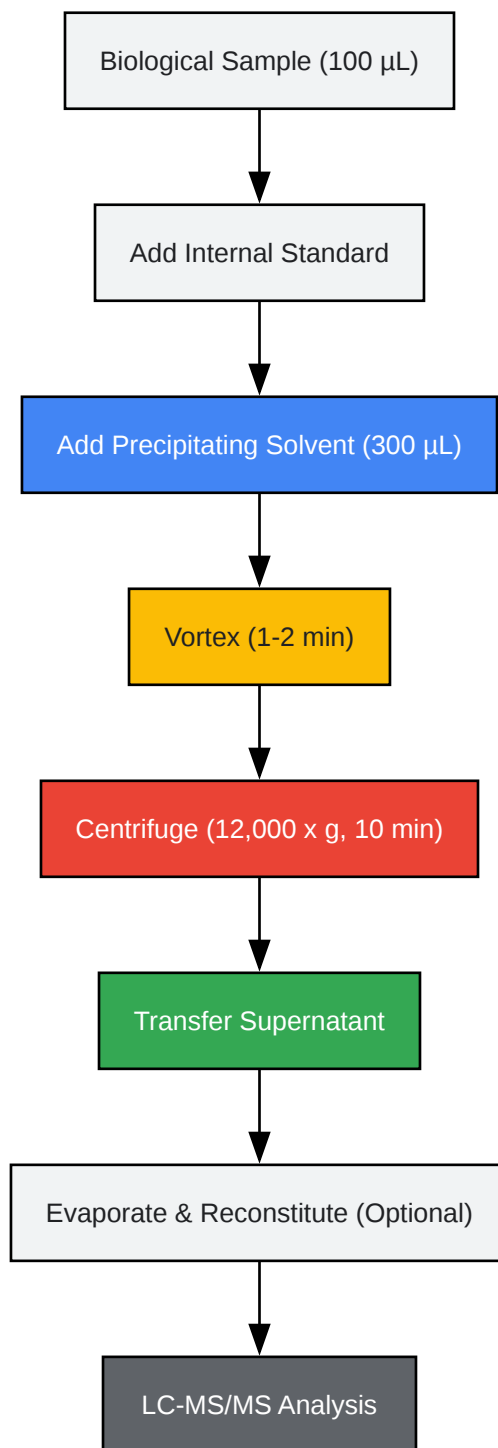 Biological Sample (100 µL)
Add Internal Standard
Add Precipitating Solvent (300 µL)
Vortex (1-2 min)
Centrifuge (12,000 x g, 10 min)
Transfer Supernatant
Evaporate & Reconstitute (Optional)
LC-MS/MS Analysis